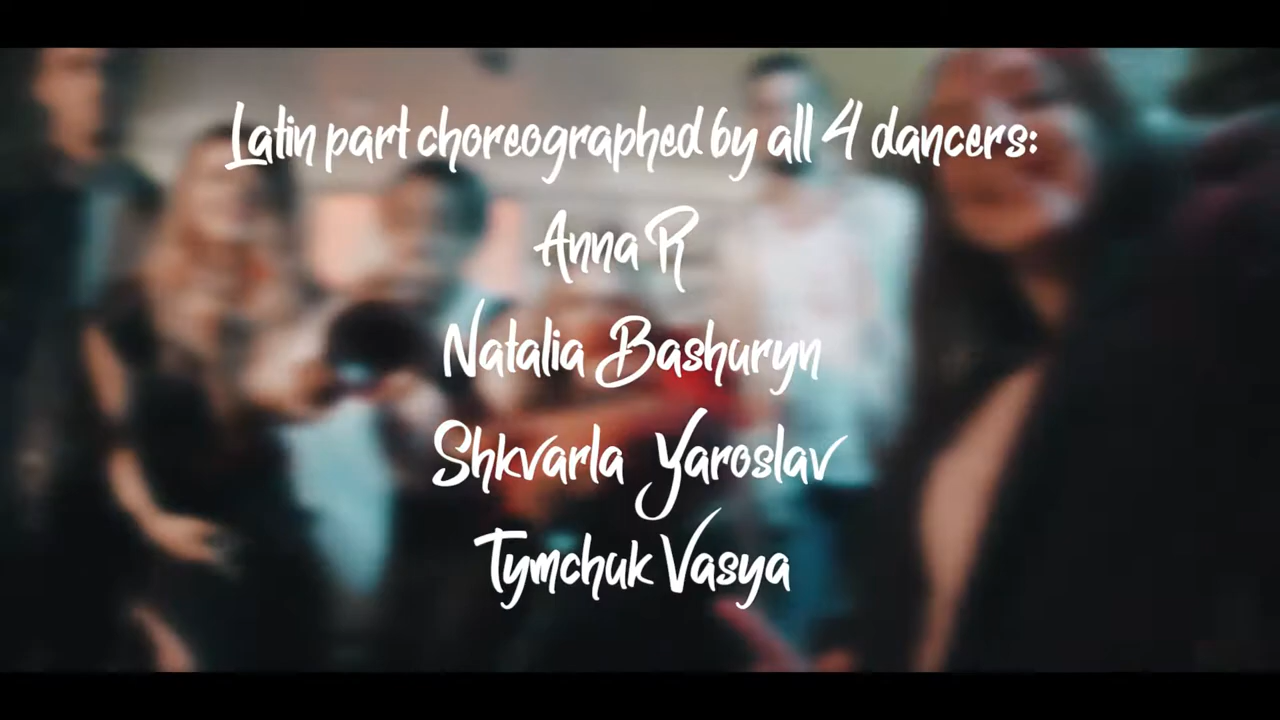 Latin part choreographed by all 4 dancers:
Anna R
Natalia Bashuryn
Shkvarla Yaroslav
Tymchuk Vasya